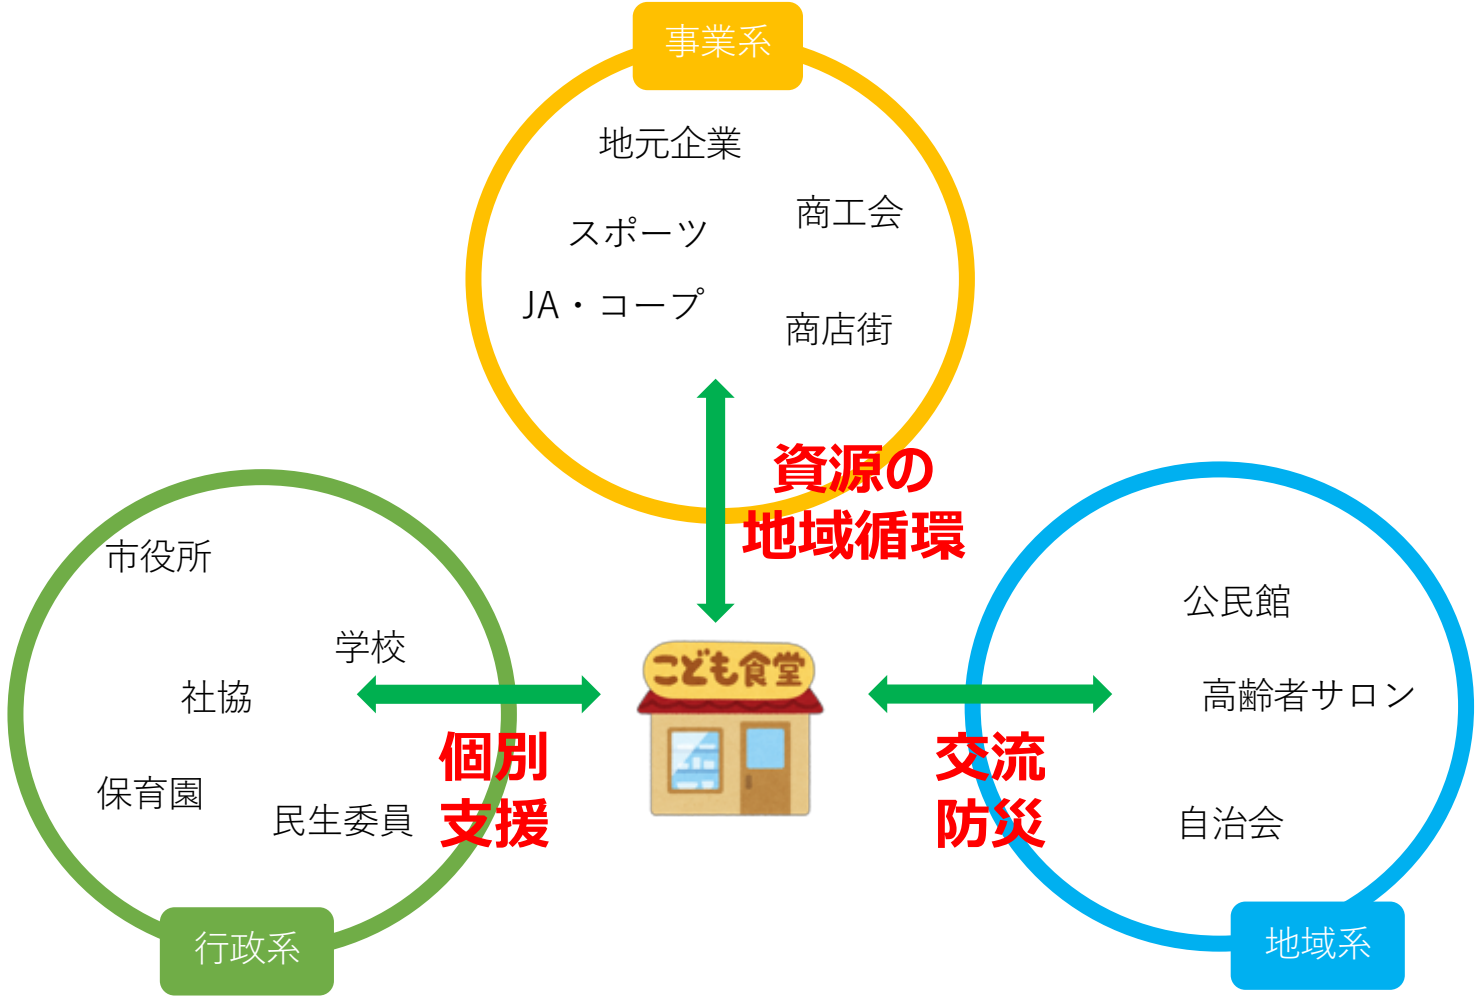 事業系
地元企業
商工会
スポーツ
JA・コープ
商店街
資源の
地域循環
市役所
学校
社協
保育園
民生委員
個別
支援
行政系
こども食堂
公民館
高齢者サロン
自治会
交流
防災
地域系